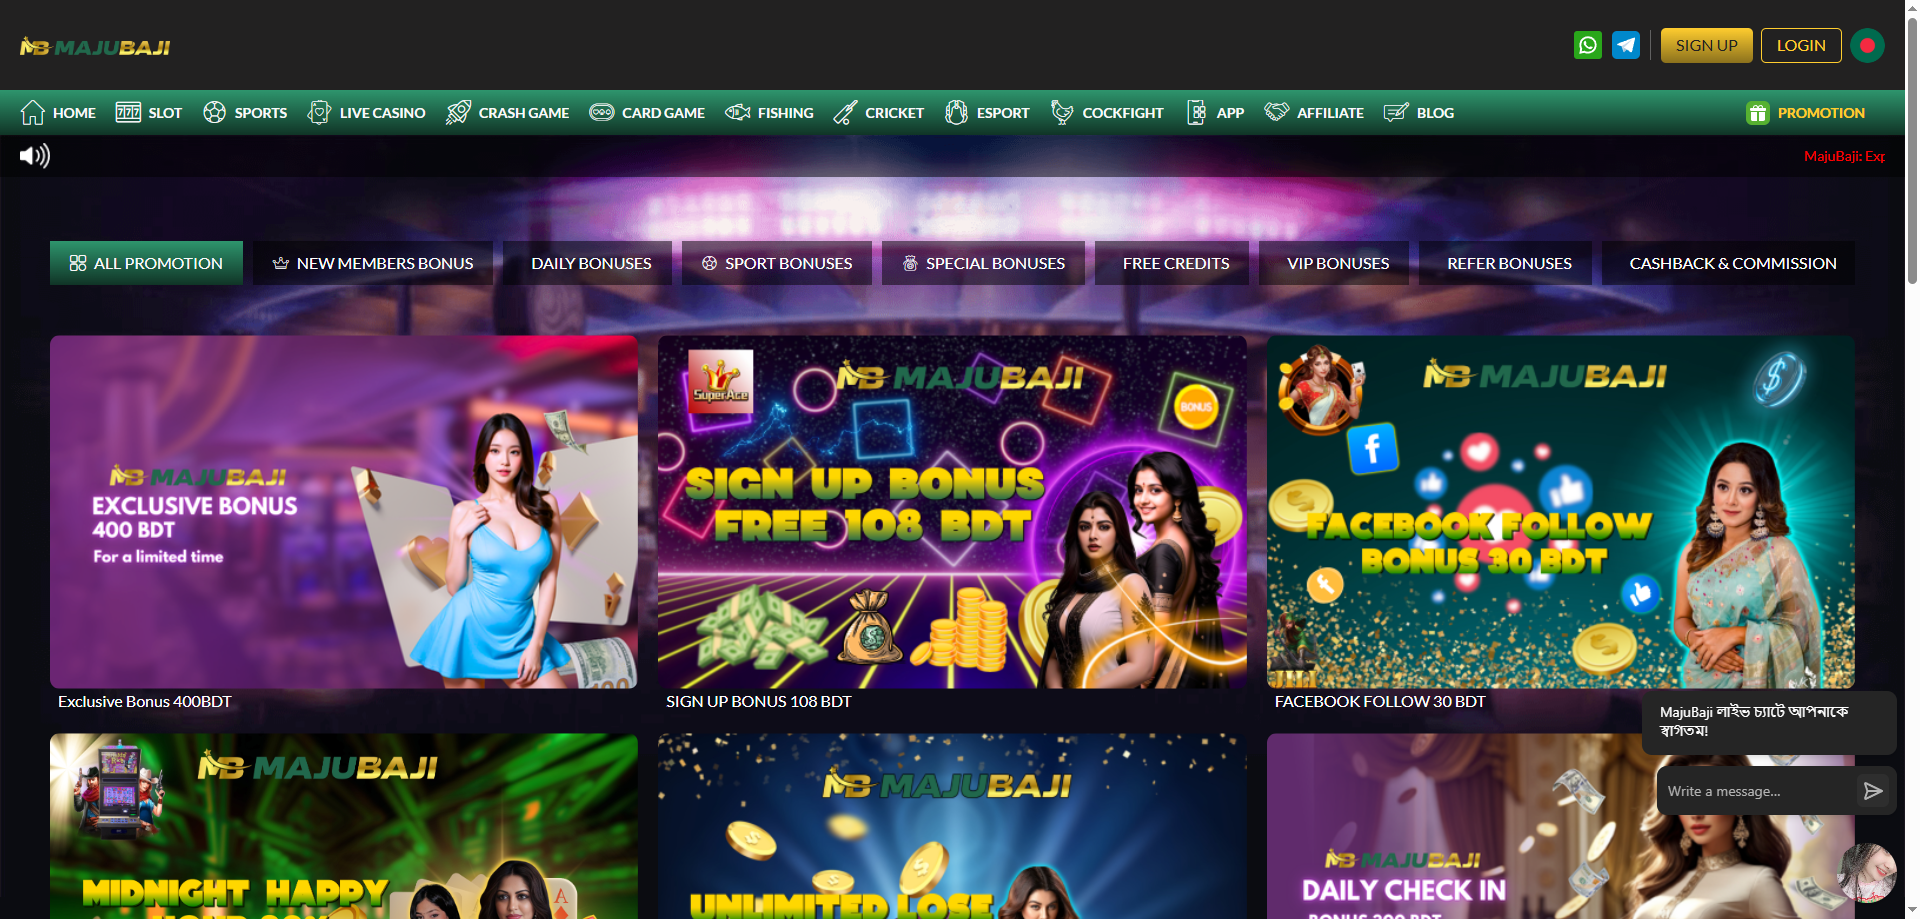 MB MAJUBAJI
SIGN UP
LOGIN
HOME
SLOT
SPORTS
LIVE CASINO
CRASH GAME
CARD GAME
FISHING
CRICKET
ESPORT
COCKFIGHT
APP
AFFILIATE
BLOG
PROMOTION
MajuBaji: Exp
ALL PROMOTION
NEW MEMBERS BONUS
DAILY BONUSES
SPORT BONUSES
SPECIAL BONUSES
FREE CREDITS
VIP BONUSES
REFER BONUSES
CASHBACK & COMMISSION
MB MAJUBAJI
EXCLUSIVE BONUS
400 BDT
For a limited time
Exclusive Bonus 400BDT
SuperAce
MB MAJUBAJI
BONUS
SIGN UP BONUS
FREE 108 BDT
SIGN UP BONUS 108 BDT
MB MAJUBAJI
FACEBOOK FOLLOW
BONUS 30 BDT
JILI
FACEBOOK FOLLOW 30 BDT
MB MAJUBAJI
MIDNIGHT HAPPY
MB MAJUBAJI
UNLIMITED LOSE
MB MAJUBAJI
DAILY CHECK IN
MajuBaji লাইভ চ্যাটে আপনাকে
স্বাগতম!
Write a message...